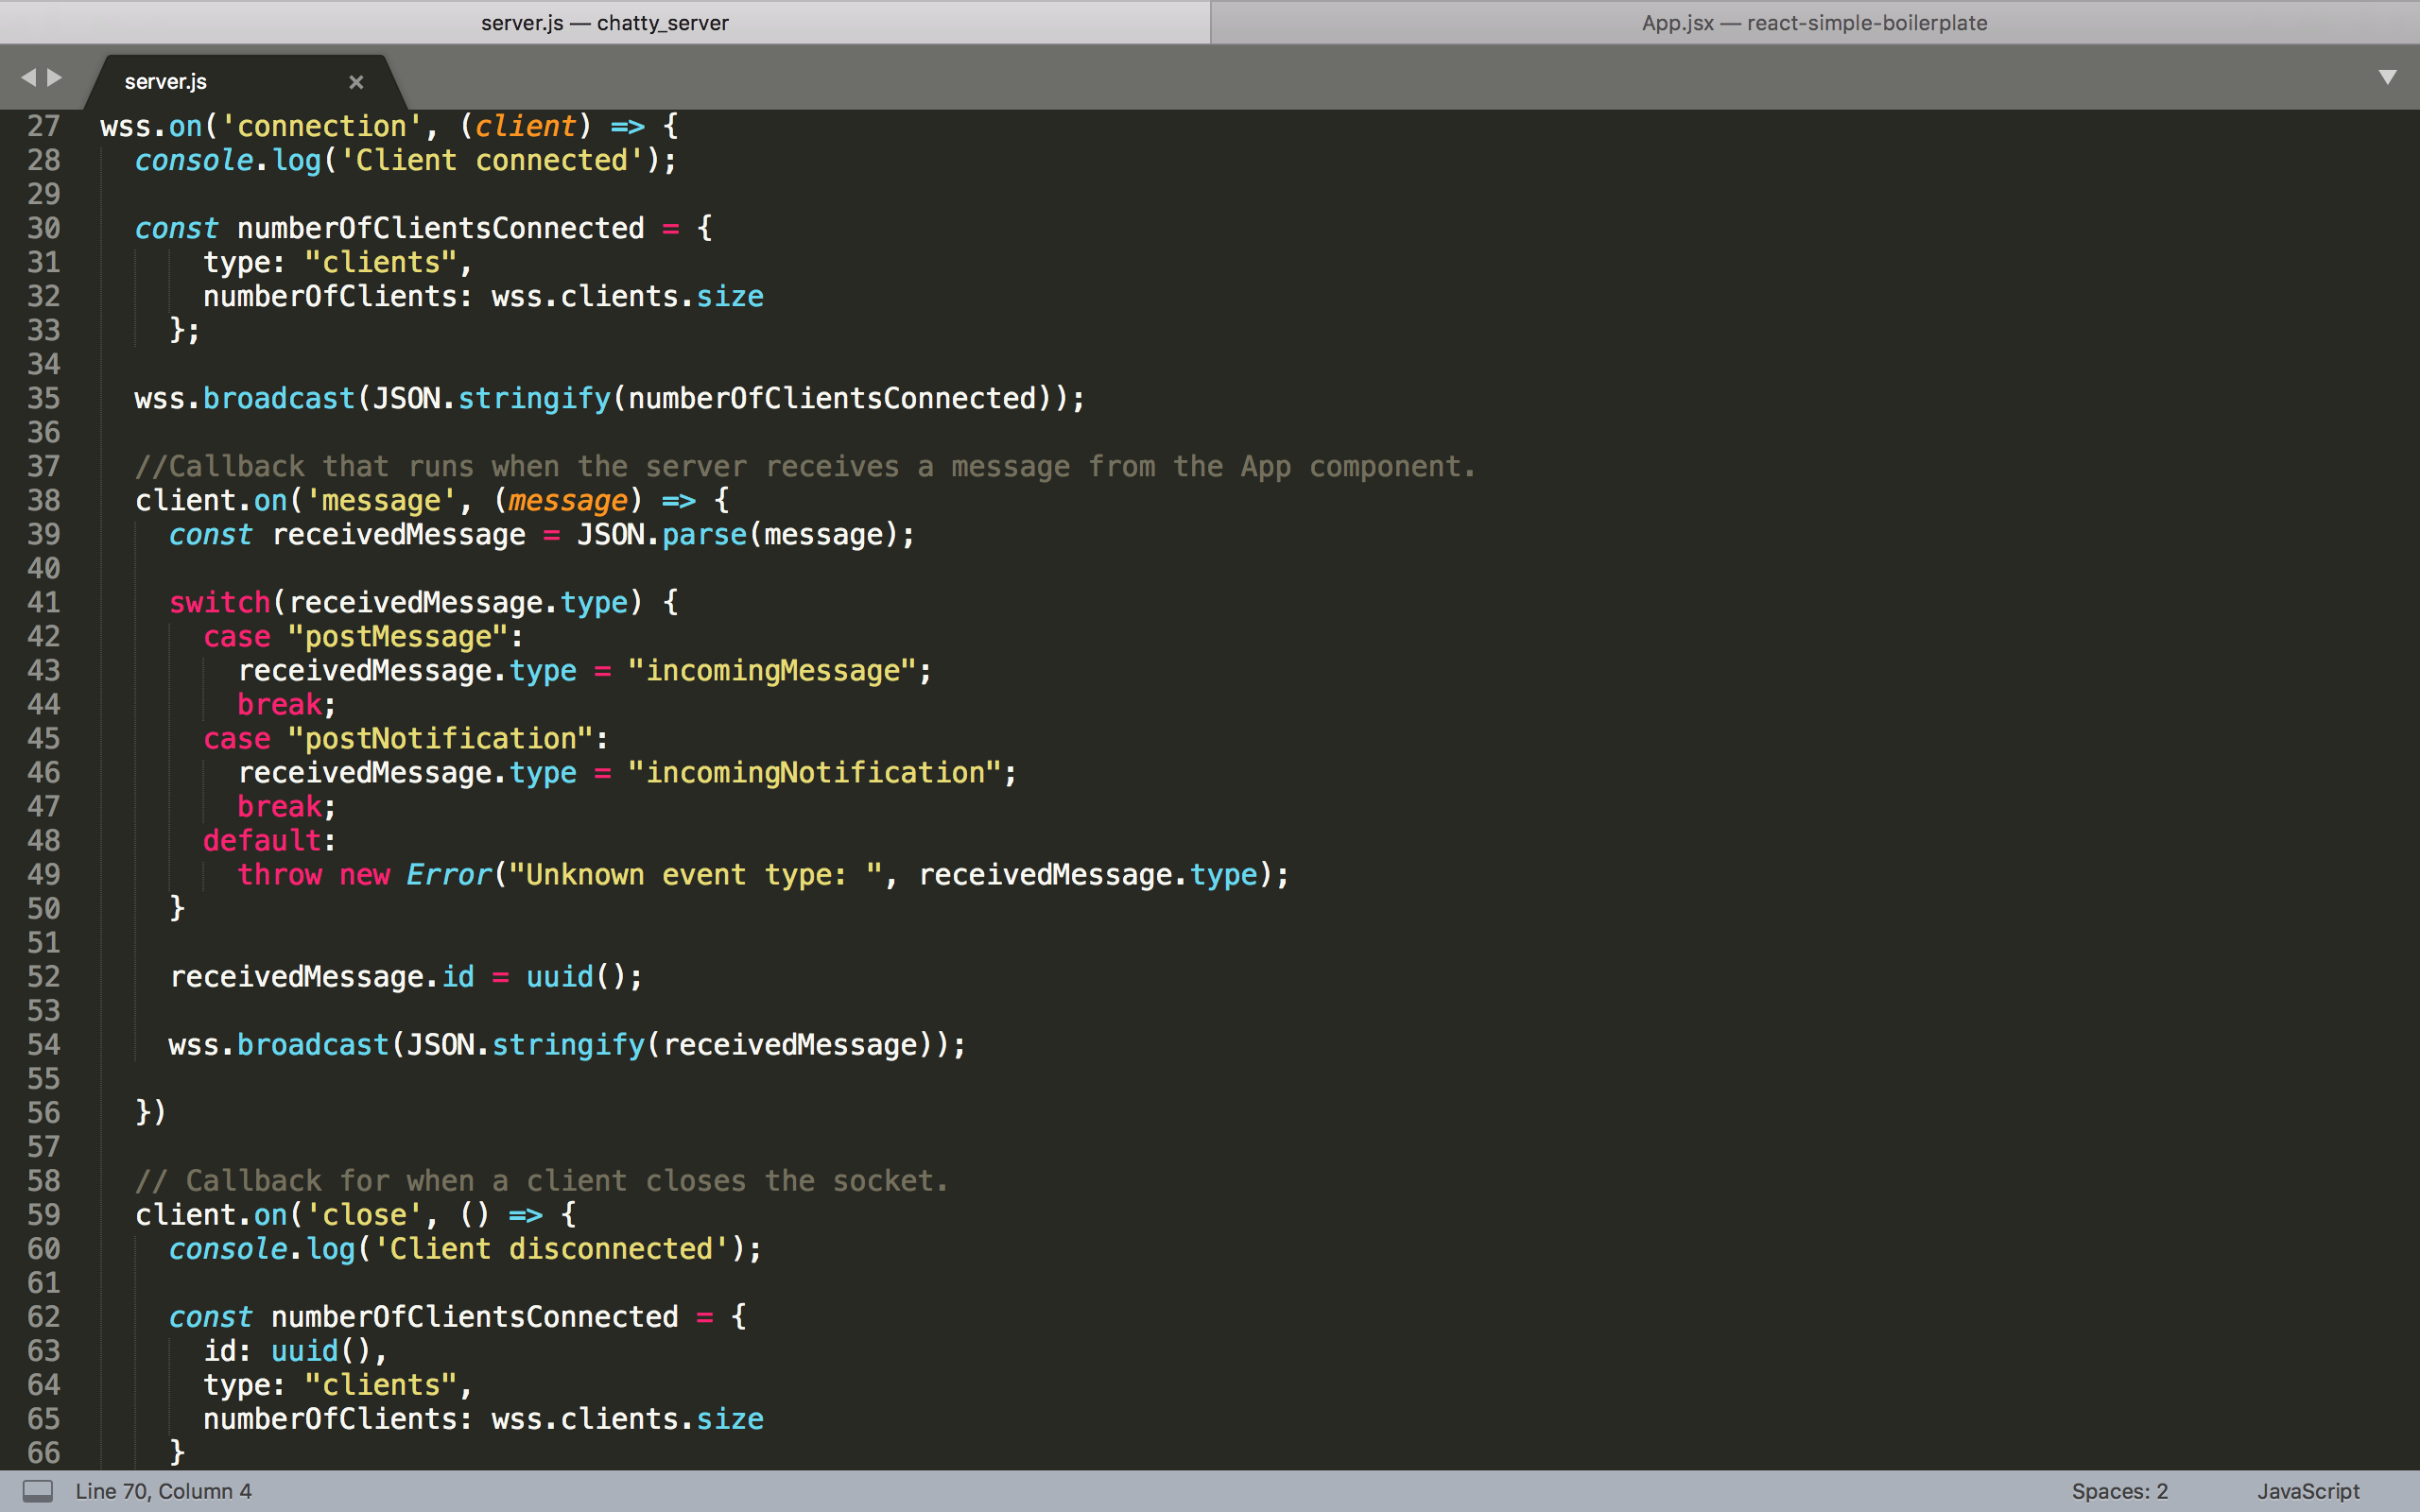 server.js — chatty_server
App.jsx — react-simple-boilerplate
server.js ×
27 wss.on('connection', (client) => {
28   console.log('Client connected');
29
30   const numberOfClientsConnected = {
31       type: "clients",
32       numberOfClients: wss.clients.size
33     };
34
35   wss.broadcast(JSON.stringify(numberOfClientsConnected));
36
37   //Callback that runs when the server receives a message from the App component.
38   client.on('message', (message) => {
39     const receivedMessage = JSON.parse(message);
40
41     switch(receivedMessage.type) {
42       case "postMessage":
43         receivedMessage.type = "incomingMessage";
44         break;
45       case "postNotification":
46         receivedMessage.type = "incomingNotification";
47         break;
48       default:
49         throw new Error("Unknown event type: ", receivedMessage.type);
50     }
51
52     receivedMessage.id = uuid();
53
54     wss.broadcast(JSON.stringify(receivedMessage));
55
56   })
57
58   // Callback for when a client closes the socket.
59   client.on('close', () => {
60     console.log('Client disconnected');
61
62     const numberOfClientsConnected = {
63       id: uuid(),
64       type: "clients",
65       numberOfClients: wss.clients.size
66     }
Line 70, Column 4
Spaces: 2
JavaScript